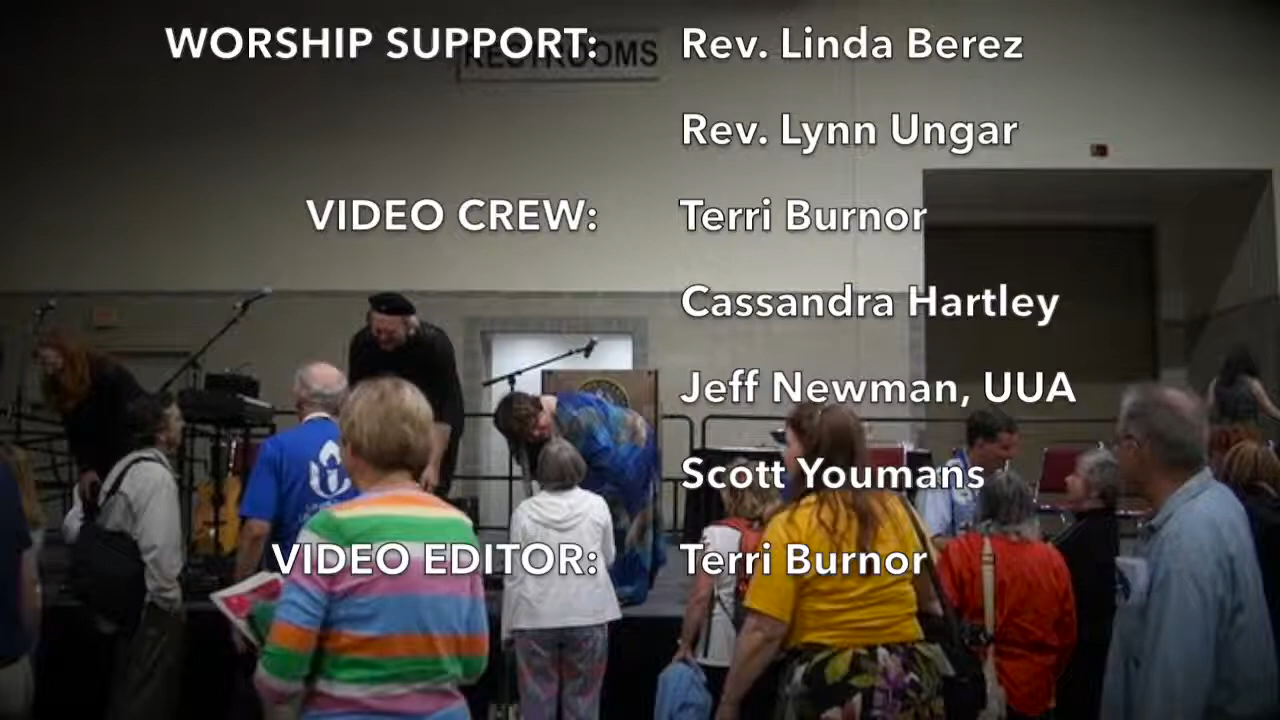 WORSHIP SUPPORT: Rev. Linda Berez
RESTROOMS
Rev. Lynn Ungar
VIDEO CREW: Terri Burnor
Cassandra Hartley
Jeff Newman, UUA
Scott Youmans
VIDEO EDITOR: Terri Burnor